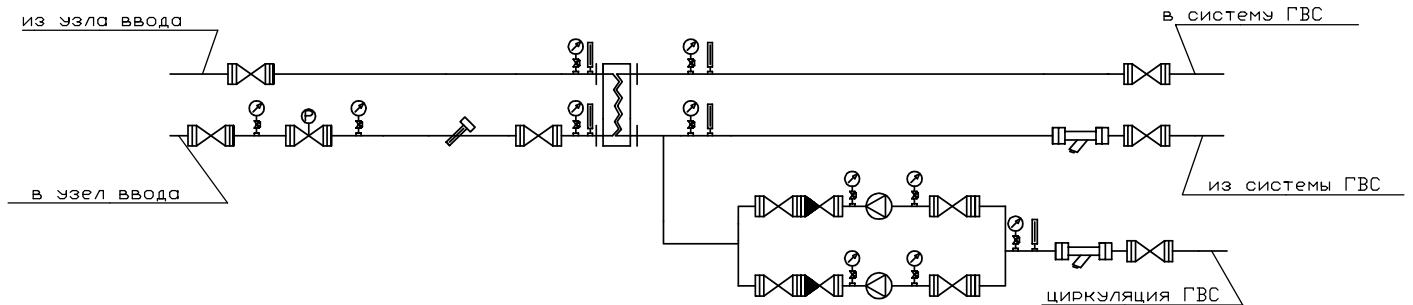 из узла ввода
в систему ГВС
P
в узел ввода
из системы ГВС
циркуляция ГВС